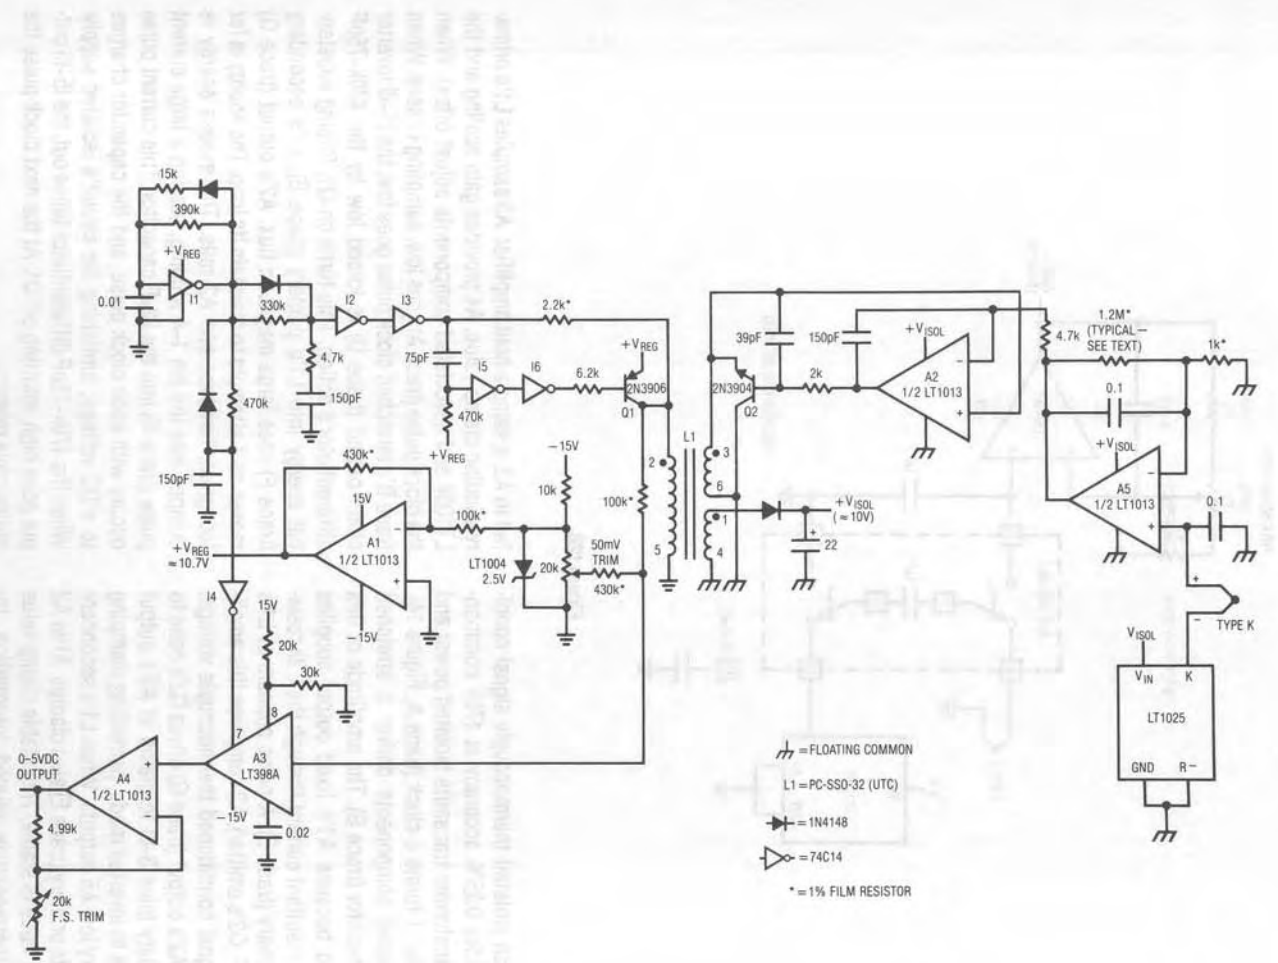 15k
390k
+VREG
0.01
I1
330k
I2
I3
2.2k*
4.7k
150pF
75pF
I5
I6
6.2k
+VREG
2N3906
Q1
470k
470k
+VREG
150pF
430k*
15V
A1
1/2 LT1013
−
+
−15V
+VREG
≈10.7V
100k*
−15V
10k
LT1004
2.5V
20k
50mV
TRIM
430k*
100k*
2
5
L1
3
6
1
4
39pF
150pF
2N3904
Q2
2k
+VISOL
A2
1/2 LT1013
−
+
+VISOL
(≈10V)
+
22
4.7k
1.2M*
(TYPICAL—
SEE TEXT)
1k*
0.1
+VISOL
A5
1/2 LT1013
−
+
0.1
+
−
TYPE K
VISOL
VIN
K
LT1025
GND
R−
I4
15V
20k
30k
8
7
A3
LT398A
−15V
0.02
0–5VDC
OUTPUT
A4
1/2 LT1013
+
−
4.99k
20k
F.S. TRIM
=FLOATING COMMON
L1=PC-SSO-32 (UTC)
=1N4148
=74C14
*=1% FILM RESISTOR